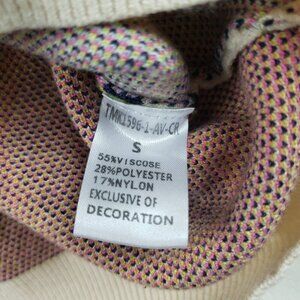 TMK1596-1-AV-CR
S
55%VISCOSE
28%POLYESTER
17%NYLON
EXCLUSIVE OF
DECORATION